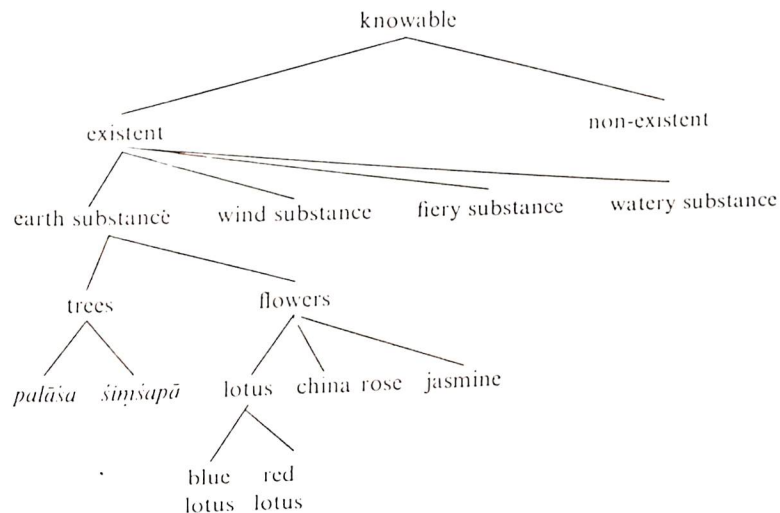 knowable
existent
non-existent
earth substance
wind substance
fiery substance
watery substance
trees
flowers
palāśa
śiṃśapā
lotus
china rose
jasmine
blue
lotus
red
lotus